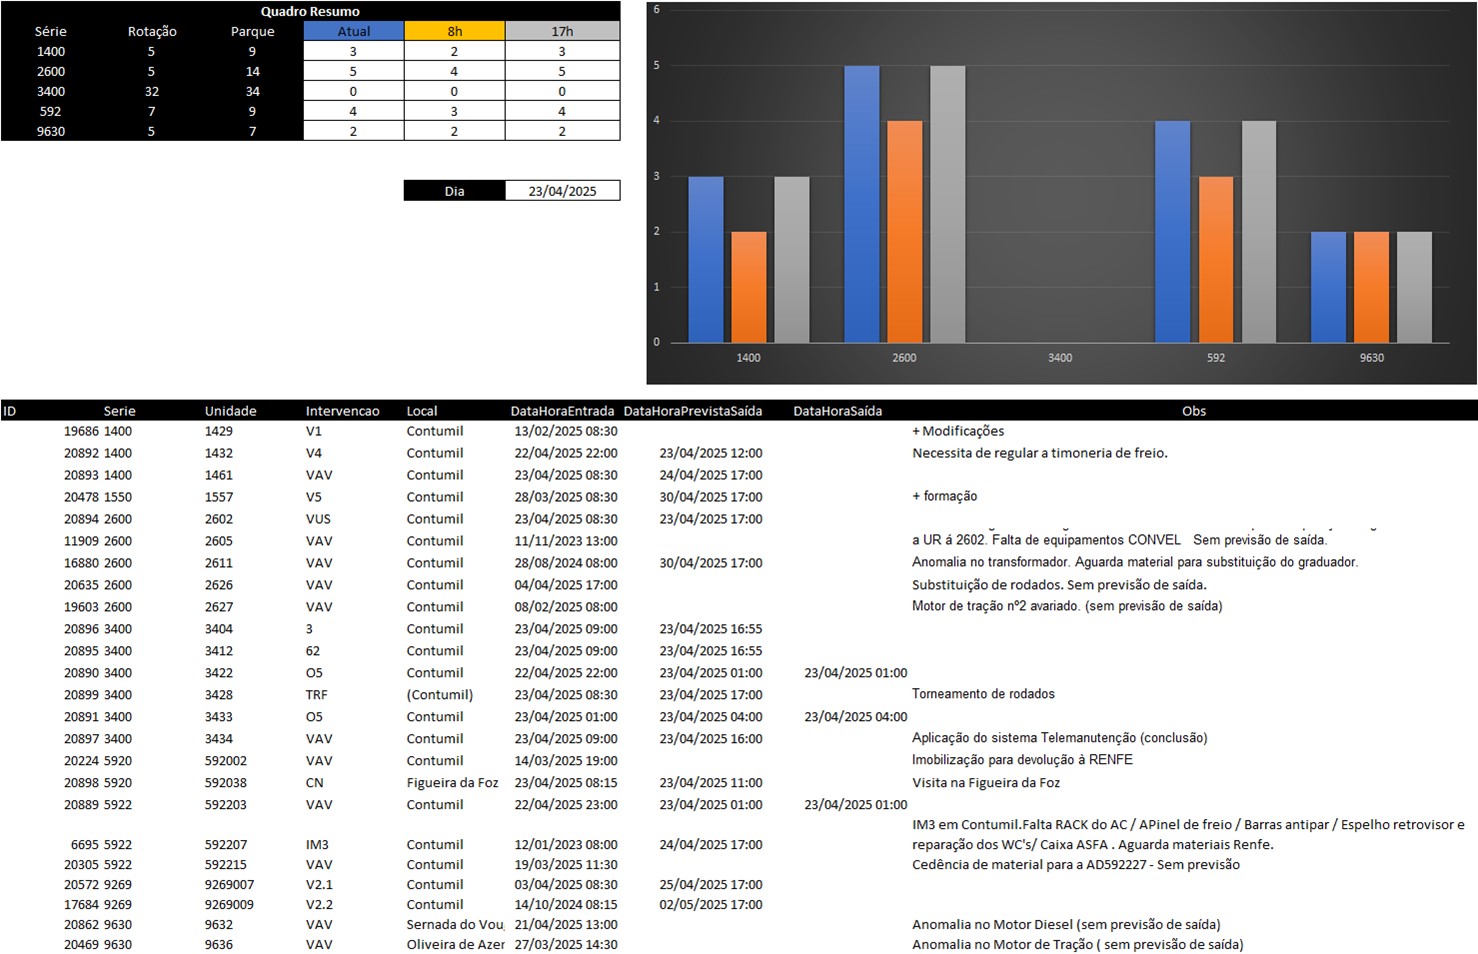 Quadro Resumo
Série Rotação Parque Atual 8h 17h
1400 5 9 3 2 3
2600 5 14 5 4 5
3400 32 34 0 0 0
592 7 9 4 3 4
9630 5 7 2 2 2
Dia 23/04/2025
6
5
4
3
2
1
0
1400 2600 3400 592 9630
ID Serie Unidade Intervencao Local DataHoraEntrada DataHoraPrevistaSaída DataHoraSaída Obs
19686 1400 1429 V1 Contumil 13/02/2025 08:30 + Modificações
20892 1400 1432 V4 Contumil 22/04/2025 22:00 23/04/2025 12:00 Necessita de regular a timoneria de freio.
20893 1400 1461 VAV Contumil 23/04/2025 08:30 24/04/2025 17:00
20478 1550 1557 V5 Contumil 28/03/2025 08:30 30/04/2025 17:00 + formação
20894 2600 2602 VUS Contumil 23/04/2025 08:30 23/04/2025 17:00
11909 2600 2605 VAV Contumil 11/11/2023 13:00 a UR á 2602. Falta de equipamentos CONVEL Sem previsão de saída.
16880 2600 2611 VAV Contumil 28/08/2024 08:00 30/04/2025 17:00 Anomalia no transformador. Aguarda material para substituição do graduador.
20635 2600 2626 VAV Contumil 04/04/2025 17:00 Substituição de rodados. Sem previsão de saída.
19603 2600 2627 VAV Contumil 08/02/2025 08:00 Motor de tração nº2 avariado. (sem previsão de saída)
20896 3400 3404 3 Contumil 23/04/2025 09:00 23/04/2025 16:55
20895 3400 3412 62 Contumil 23/04/2025 09:00 23/04/2025 16:55
20890 3400 3422 O5 Contumil 22/04/2025 22:00 23/04/2025 01:00 23/04/2025 01:00
20899 3400 3428 TRF (Contumil) 23/04/2025 08:30 23/04/2025 17:00 Torneamento de rodados
20891 3400 3433 O5 Contumil 23/04/2025 01:00 23/04/2025 04:00 23/04/2025 04:00
20897 3400 3434 VAV Contumil 23/04/2025 09:00 23/04/2025 16:00 Aplicação do sistema Telemanutenção (conclusão)
20224 5920 592002 VAV Contumil 14/03/2025 19:00 Imobilização para devolução à RENFE
20898 5920 592038 CN Figueira da Foz 23/04/2025 08:15 23/04/2025 11:00 Visita na Figueira da Foz
20889 5922 592203 VAV Contumil 22/04/2025 23:00 23/04/2025 01:00 23/04/2025 01:00
IM3 em Contumil.Falta RACK do AC / APinel de freio / Barras antipar / Espelho retrovisor e
6695 5922 592207 IM3 Contumil 12/01/2023 08:00 24/04/2025 17:00 reparação dos WC's/ Caixa ASFA . Aguarda materiais Renfe.
20305 5922 592215 VAV Contumil 19/03/2025 11:30 Cedência de material para a AD592227 - Sem previsão
20572 9269 9269007 V2.1 Contumil 03/04/2025 08:30 25/04/2025 17:00
17684 9269 9269009 V2.2 Contumil 14/10/2024 08:15 02/05/2025 17:00
20862 9630 9632 VAV Sernada do Vou 21/04/2025 13:00 Anomalia no Motor Diesel (sem previsão de saída)
20469 9630 9636 VAV Oliveira de Azer 27/03/2025 14:30 Anomalia no Motor de Tração ( sem previsão de saída)